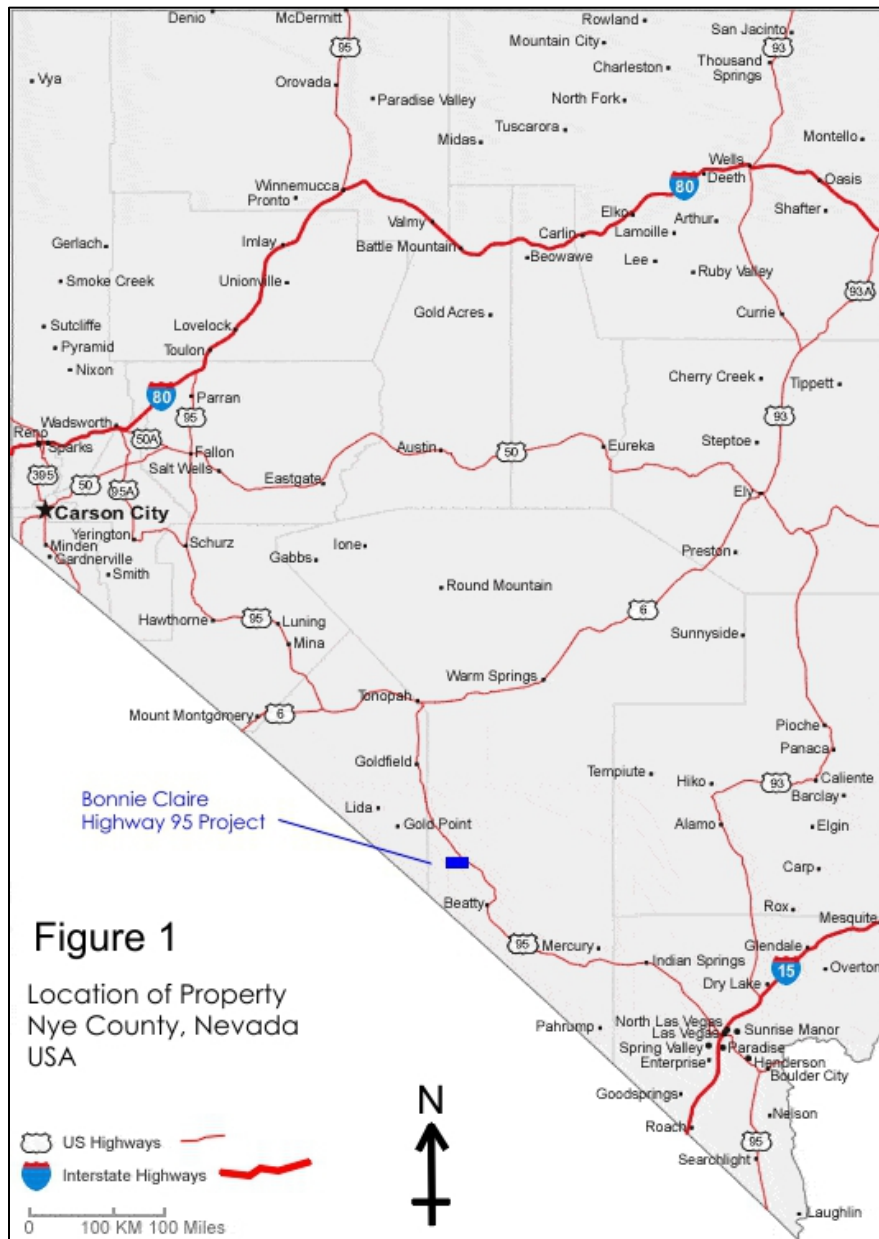 Denio
McDermitt
Rowland
San Jacinto
95
Mountain City
93
Vya
Orovada
Charleston
Thousand
Springs
Paradise Valley
North Fork
Tuscarora
Midas
Montello
Wells
Winnemucca
Pronto
80
Deeth
Oasis
Elko
Valmy
Carlin
Arthur
Shafter
Gerlach
Imlay
Battle Mountain
Lamoille
Beowawe
Lee
Smoke Creek
Unionville
Ruby Valley
93A
Gold Acres
Currie
Sutcliffe
Lovelock
Pyramid
Toulon
Nixon
Cherry Creek
Tippett
80
Parran
95
93
Wadsworth
Reno
Sparks
50A
Fallon
Austin
50
Eureka
Steptoe
395
50
95A
Salt Wells
Eastgate
Ely
Carson City
Yerington
Minden
Gardnerville
Schurz
Ione
Gabbs
Preston
Smith
Round Mountain
Hawthorne
95
Luning
6
Sunnyside
Mina
Warm Springs
Tonopah
Mount Montgomery
6
Pioche
Panaca
Goldfield
Tempiute
Hiko
93
Caliente
Barclay
Bonnie Claire
Highway 95 Project
Lida
Gold Point
Alamo
Elgin
Carp
Beatty
Rox
Mesquite
Figure 1
95
Mercury
Glendale
Indian Springs
15
Overton
Dry Lake
Location of Property
Nye County, Nevada
USA
Pahrump
North Las Vegas
Las Vegas
Sunrise Manor
Spring Valley
Paradise
Enterprise
Henderson
Boulder City
Goodsprings
N
Nelson
Roach
US Highways
95
Searchlight
Interstate Highways
Laughlin
0 100 KM 100 Miles